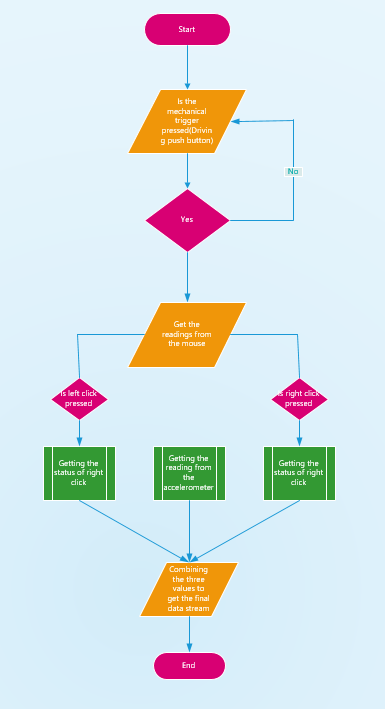 Start
Is the
mechanical
trigger
pressed(Drivin
g push button)
No
Yes
Get the
readings from
the mouse
is left click
pressed
is right click
pressed
Getting the
status of right
click
Getting the
reading from
the
accelerometer
Getting the
status of right
click
Combining
the three
values to
get the final
data stream
End